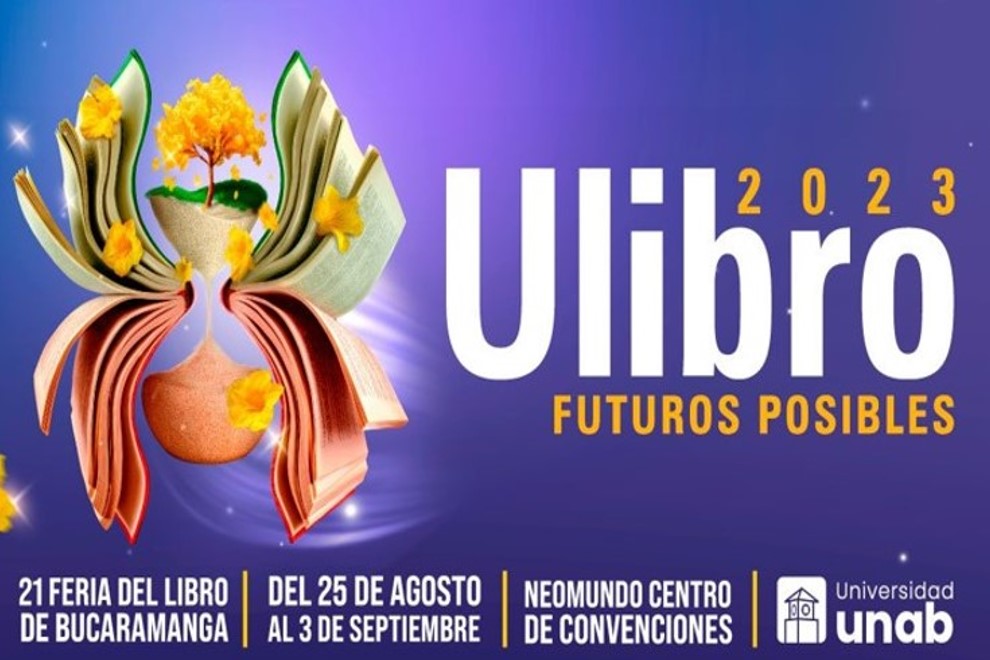 2023
Ulibro
FUTUROS POSIBLES
21 FERIA DEL LIBRO
DE BUCARAMANGA
DEL 25 DE AGOSTO
AL 3 DE SEPTIEMBRE
NEOMUNDO CENTRO
DE CONVENCIONES
Universidad
unab